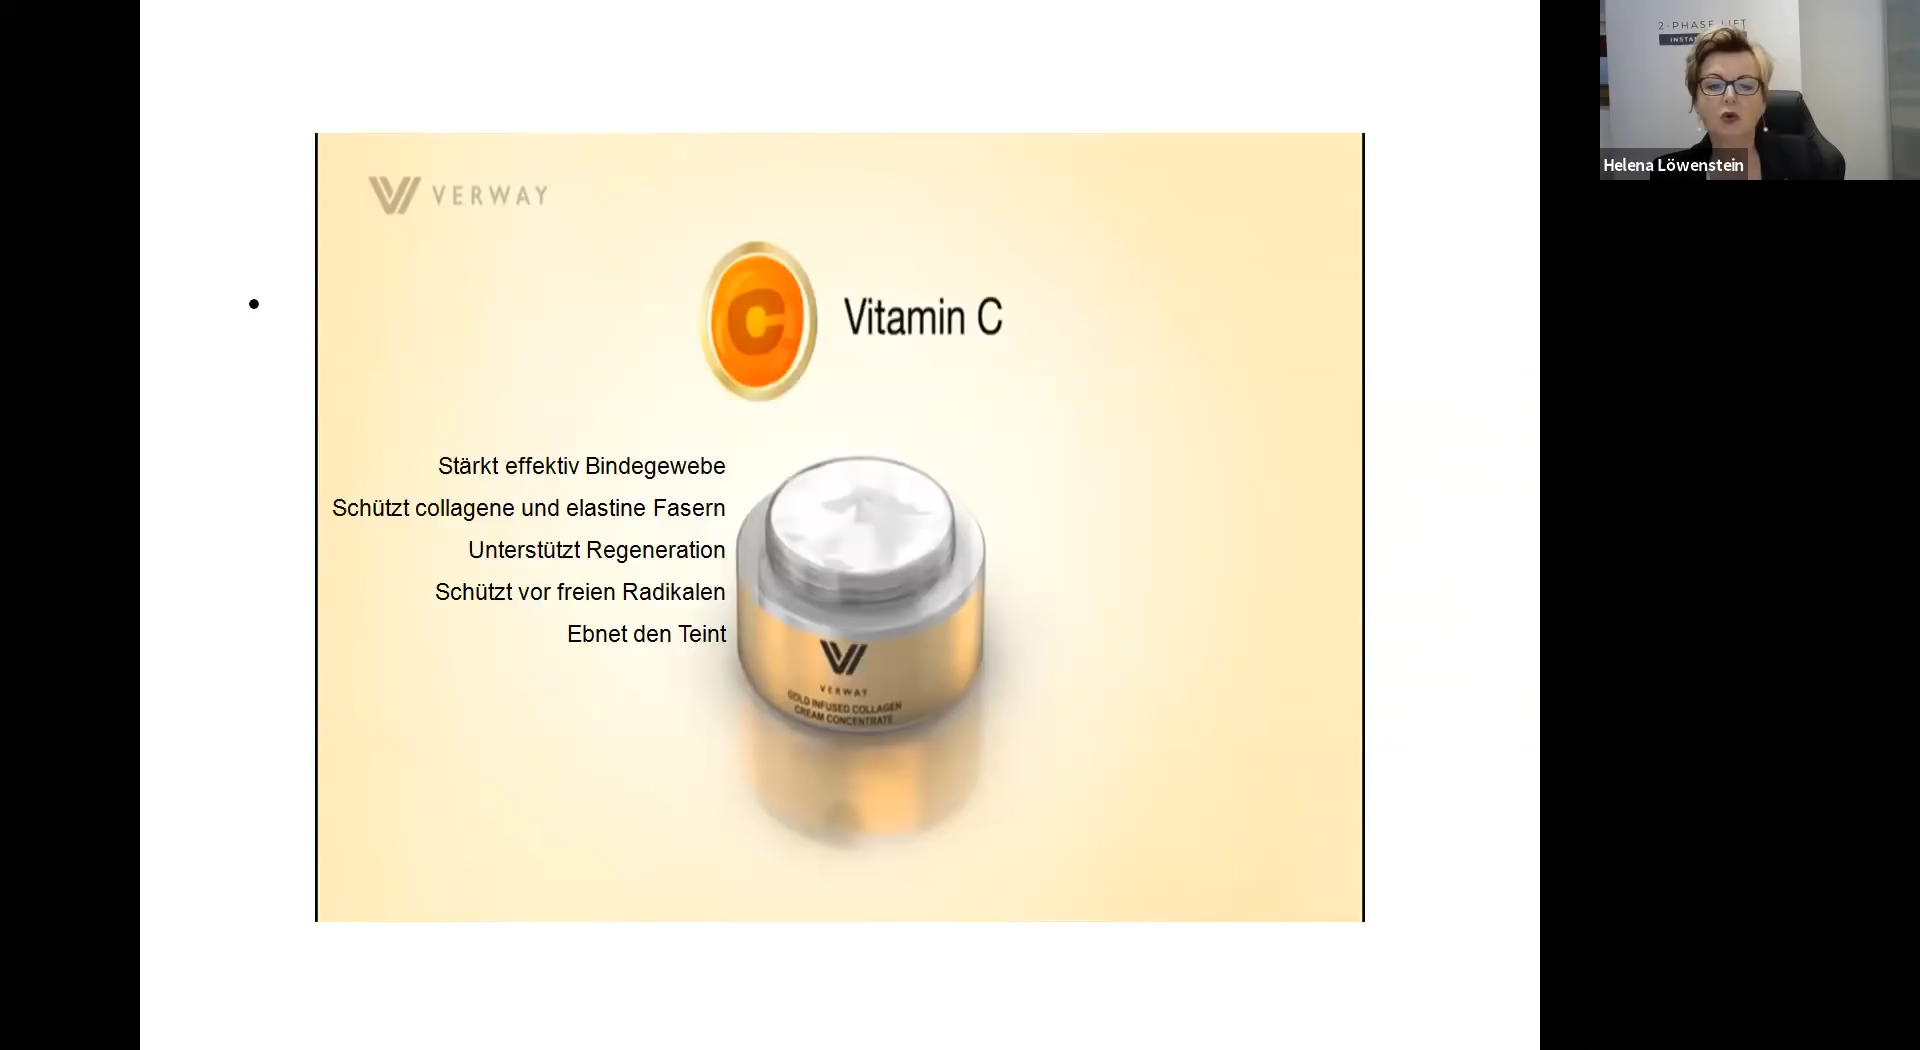 VERWAY
C
Vitamin C
Stärkt effektiv Bindegewebe
Schützt collagene und elastine Fasern
Unterstützt Regeneration
Schützt vor freien Radikalen
Ebnet den Teint
VERWAY
GOLD INFUSED COLLAGEN
CREAM CONCENTRATE
2-PHASE LIFT
Helena Löwenstein